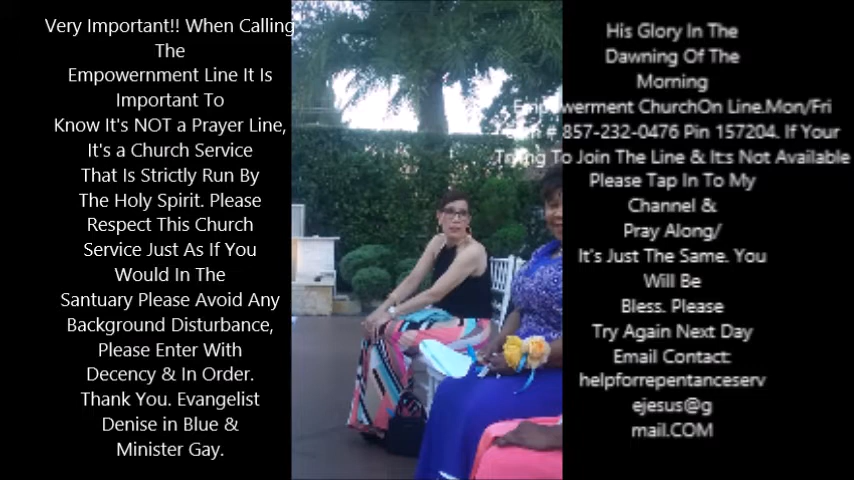 Very Important!! When Calling
The
Empowernment Line It Is
Important To
Know It's NOT a Prayer Line,
It's a Church Service
That Is Strictly Run By
The Holy Spirit. Please
Respect This Church
Service Just As If You
Would In The
Santuary Please Avoid Any
Background Disturbance,
Please Enter With
Decency & In Order.
Thank You. Evangelist
Denise in Blue &
Minister Gay.
His Glory In The
Dawning Of The
Morning
Empowerment ChurchOn Line.Mon/Fri
# 857-232-0476 Pin 157204. If Your
Trying To Join The Line & It:s Not Available
Please Tap In To My
Channel &
Pray Along/
It's Just The Same. You
Will Be
Bless. Please
Try Again Next Day
Email Contact:
helpforrepentanceserv
ejesus@g
mail.COM